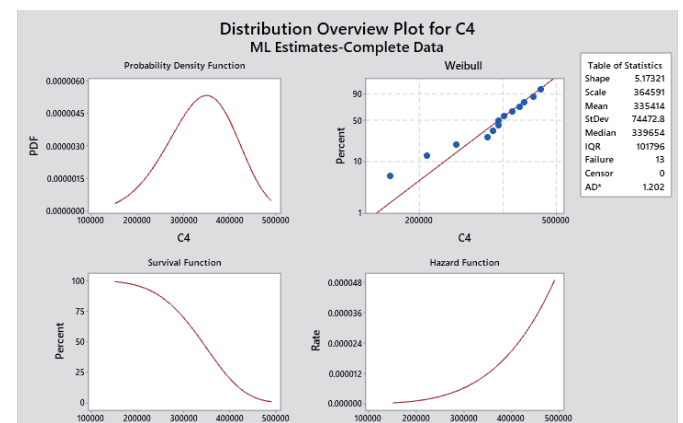 Distribution Overview Plot for C4
ML Estimates-Complete Data
Probability Density Function
0.0000060
0.0000045
0.0000030
0.0000015
0.0000000
PDF
100000 200000 300000 400000 500000
C4
Weibull
90
50
10
1
Percent
200000 500000
C4
Table of Statistics
Shape 5.17321
Scale 364591
Mean 335414
StDev 74472.8
Median 339654
IQR 101796
Failure 13
Censor 0
AD* 1.202
Survival Function
100
75
50
25
0
Percent
100000 200000 300000 400000 500000
Hazard Function
0.000048
0.000036
0.000024
0.000012
0.000000
Rate
100000 200000 300000 400000 500000